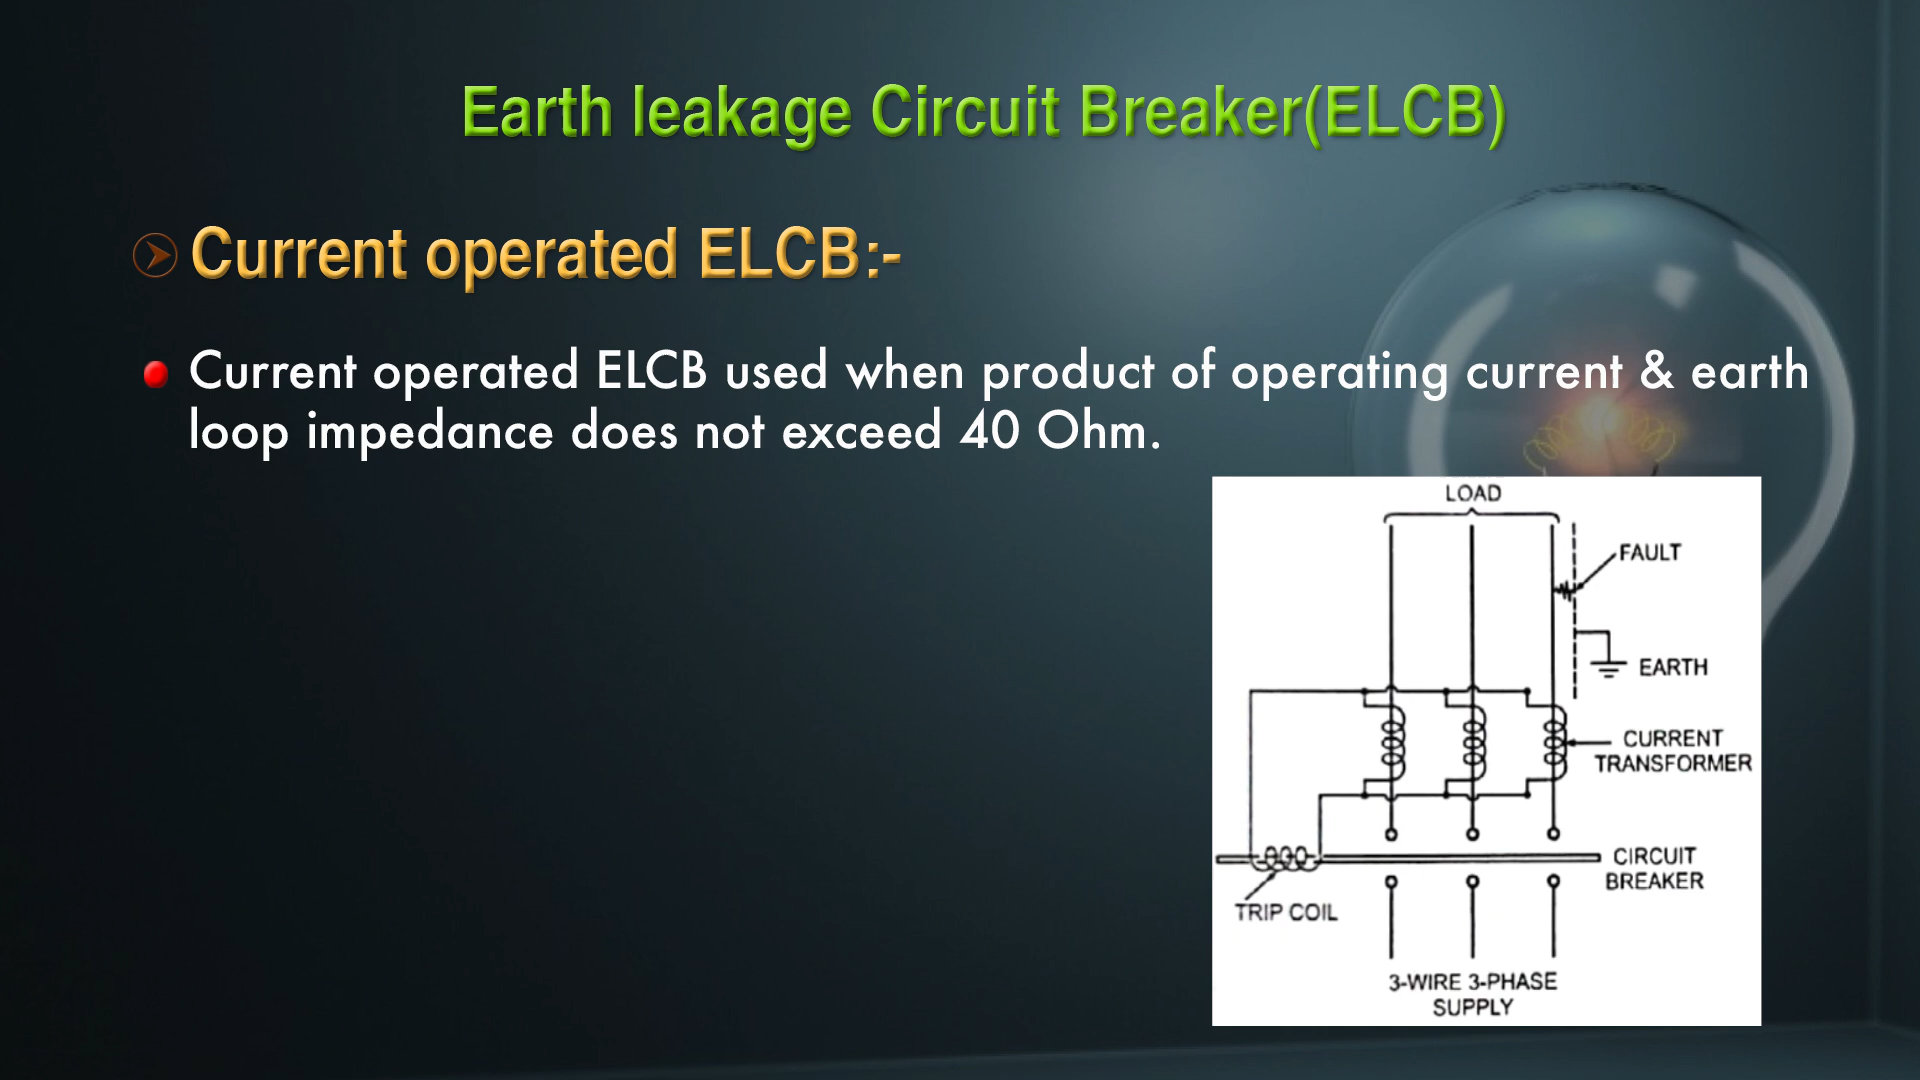 Earth leakage Circuit Breaker(ELCB)
Current operated ELCB:-
Current operated ELCB used when product of operating current & earth
loop impedance does not exceed 40 Ohm.
LOAD
FAULT
EARTH
CURRENT
TRANSFORMER
CIRCUIT
BREAKER
TRIP COIL
3-WIRE 3-PHASE
SUPPLY